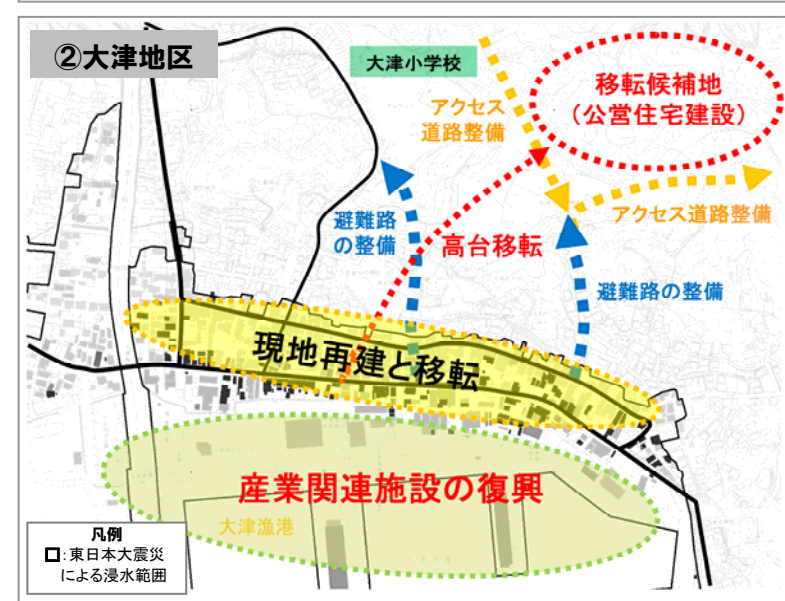 ②大津地区
大津小学校
移転候補地
（公営住宅建設）
アクセス
道路整備
アクセス道路整備
避難路
の整備
高台移転
避難路の整備
現地再建と移転
産業関連施設の復興
大津漁港
凡例
□：東日本大震災
による浸水範囲